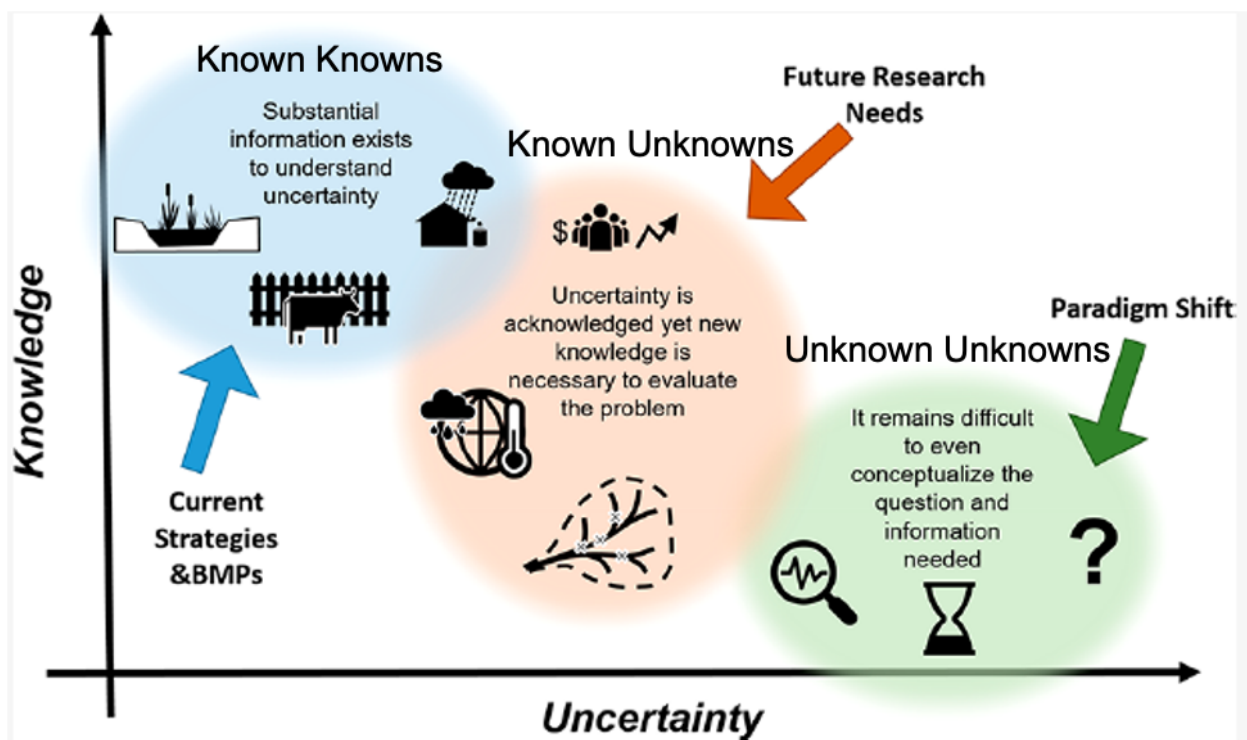 Known Knowns
Substantial
information exists
to understand
uncertainty
Current
Strategies
&BMPs
Known Unknowns
$
Uncertainty is
acknowledged yet new
knowledge is
necessary to evaluate
the problem
Future Research
Needs
Unknown Unknowns
It remains difficult
to even
conceptualize the
question and
information
needed
?
Paradigm Shift
Knowledge
Uncertainty